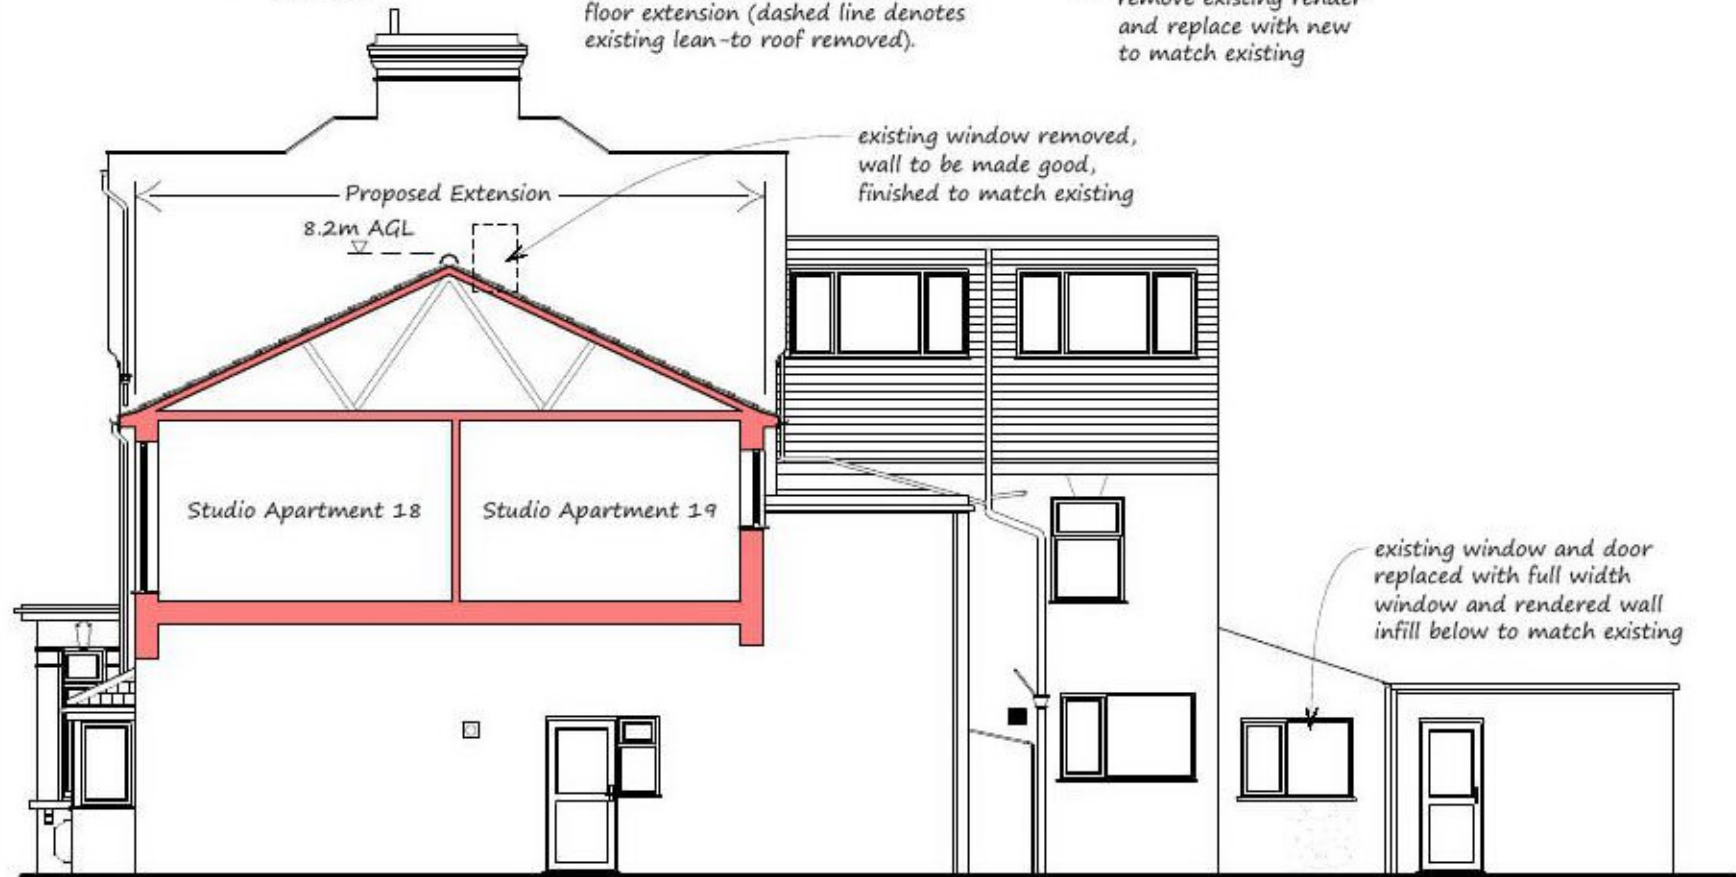 floor extension (dashed line denotes
existing lean-to roof removed).
remove existing render
and replace with new
to match existing
existing window removed,
wall to be made good,
finished to match existing
Proposed Extension
8.2m AGL
Studio Apartment 18
Studio Apartment 19
existing window and door
replaced with full width
window and rendered wall
infill below to match existing